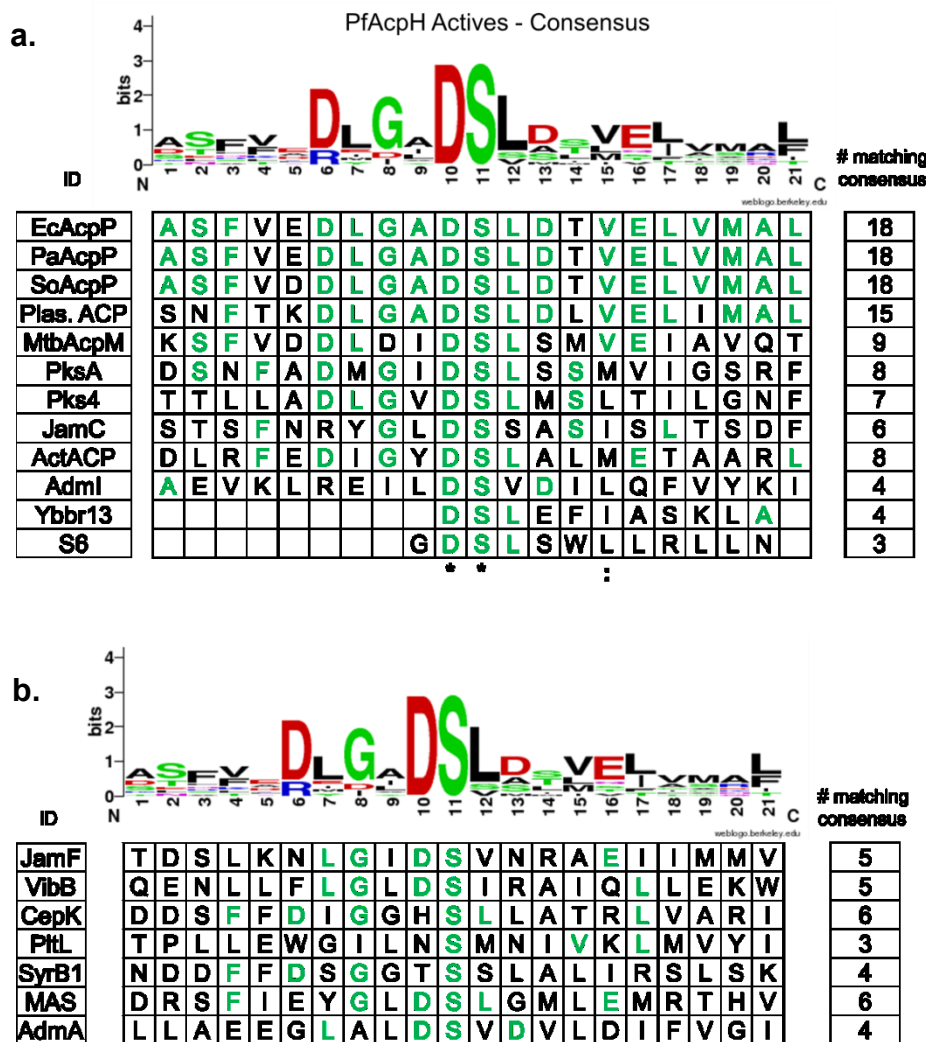 a.
PfAcpH Actives - Consensus
4
3
2
1
0
bits
N 1 2 3 4 5 6 7 8 9 10 11 12 13 14 15 16 17 18 19 20 21 C
weblogo.berkeley.edu
ID
# matching
consensus
EcAcpP A S F V E D L G A D S L D T V E L V M A L 18
PaAcpP A S F V E D L G A D S L D T V E L V M A L 18
SoAcpP A S F V D D L G A D S L D T V E L V M A L 18
Plas. ACP S N F T K D L G A D S L D L V E L I M A L 15
MtbAcpM K S F V D D L D I D S L S M V E I A V Q T 9
PksA D S N F A D M G I D S L S S M V I G S R F 8
Pks4 T T L L A D L G V D S L M S L T I L G N F 7
JamC S T S F N R Y G L D S S A S I S L T S D F 6
ActACP D L R F E D I G Y D S L A L M E T A A R L 8
AdmI A E V K L R E I L D S V D I L Q F V Y K I 4
Ybbr13 D S L E F I A S K L A 4
S6 G D S L S W L L R L L N 3
* * :
b.
4
3
2
1
0
bits
N 1 2 3 4 5 6 7 8 9 10 11 12 13 14 15 16 17 18 19 20 21 C
weblogo.berkeley.edu
ID
# matching
consensus
JamF T D S L K N L G I D S V N R A E I I M M V 5
VibB Q E N L L F L G L D S I R A I Q L L E K W 5
CepK D D S F F D I G G H S L L A T R L V A R I 6
PltL T P L L E W G I L N S M N I V K L M V Y I 3
SyrB1 N D D F F D S G G T S S L A L I R S L S K 4
MAS D R S F I E Y G L D S L G M L E M R T H V 6
AdmA L L A E E G L A L D S V D V L D I F V G I 4